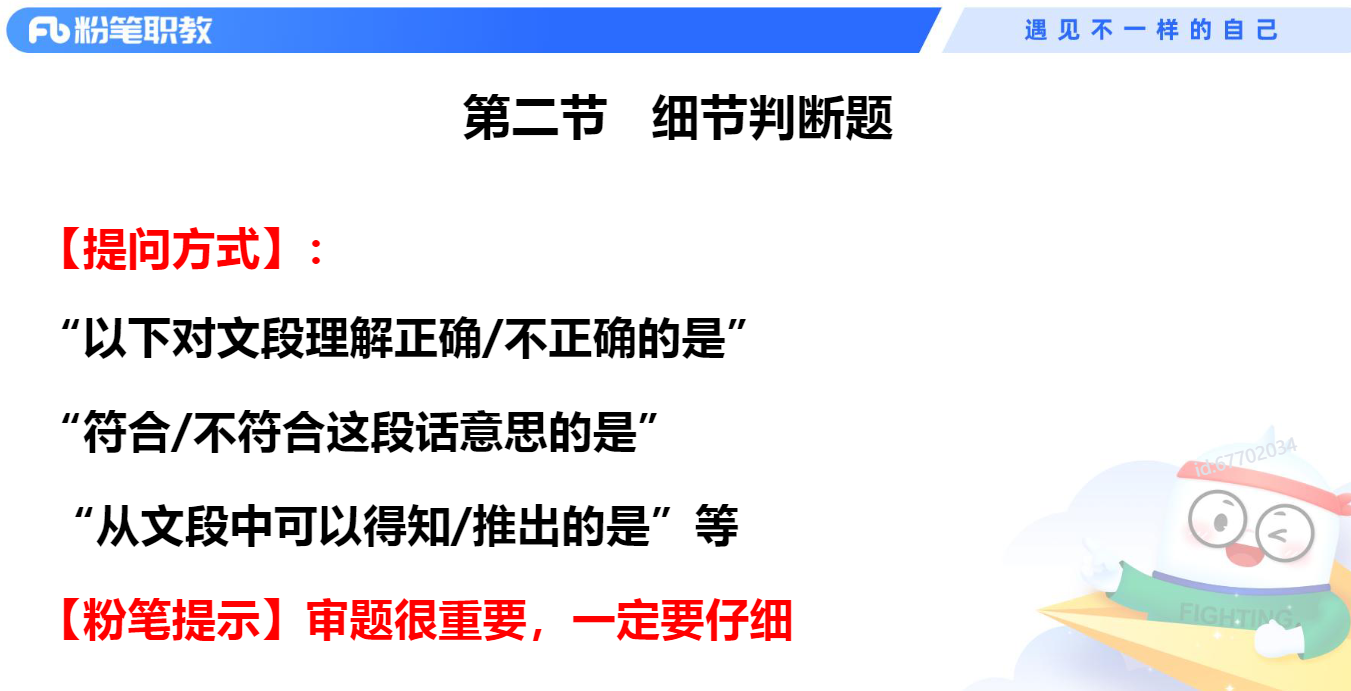 粉笔职教
遇见不一样的自己
第二节 细节判断题
【提问方式】：
“以下对文段理解正确/不正确的是”
“符合/不符合这段话意思的是”
“从文段中可以得知/推出的是”等
【粉笔提示】审题很重要，一定要仔细
id:67702034
FIGHTING